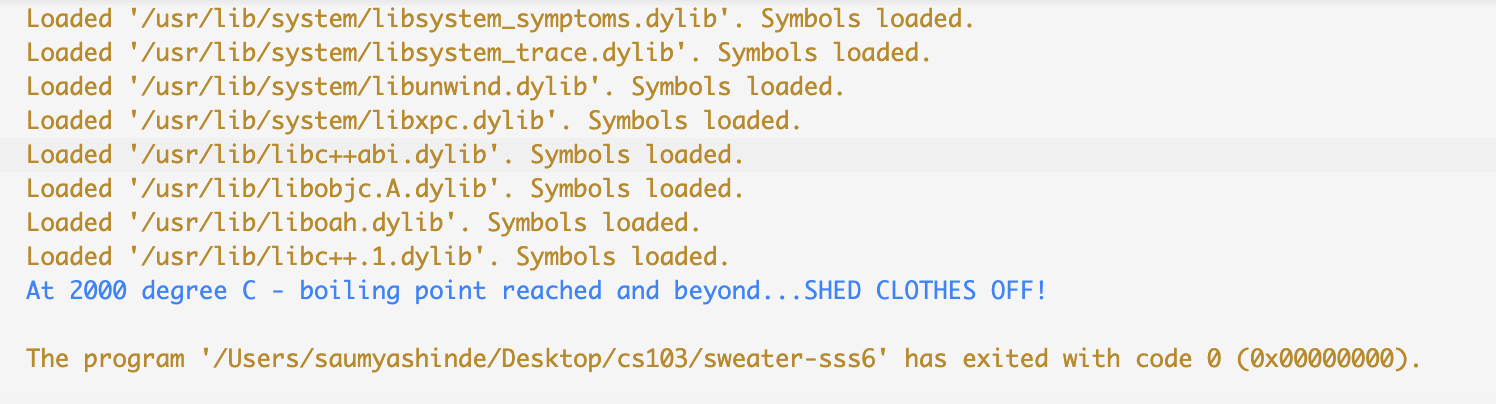 Loaded '/usr/lib/system/libsystem_symptoms.dylib'. Symbols loaded.
Loaded '/usr/lib/system/libsystem_trace.dylib'. Symbols loaded.
Loaded '/usr/lib/system/libunwind.dylib'. Symbols loaded.
Loaded '/usr/lib/system/libxpc.dylib'. Symbols loaded.
Loaded '/usr/lib/libc++abi.dylib'. Symbols loaded.
Loaded '/usr/lib/libobjc.A.dylib'. Symbols loaded.
Loaded '/usr/lib/liboah.dylib'. Symbols loaded.
Loaded '/usr/lib/libc++.1.dylib'. Symbols loaded.
At 2000 degree C - boiling point reached and beyond...SHED CLOTHES OFF!
The program '/Users/saumyashinde/Desktop/cs103/sweater-sss6' has exited with code 0 (0x00000000).